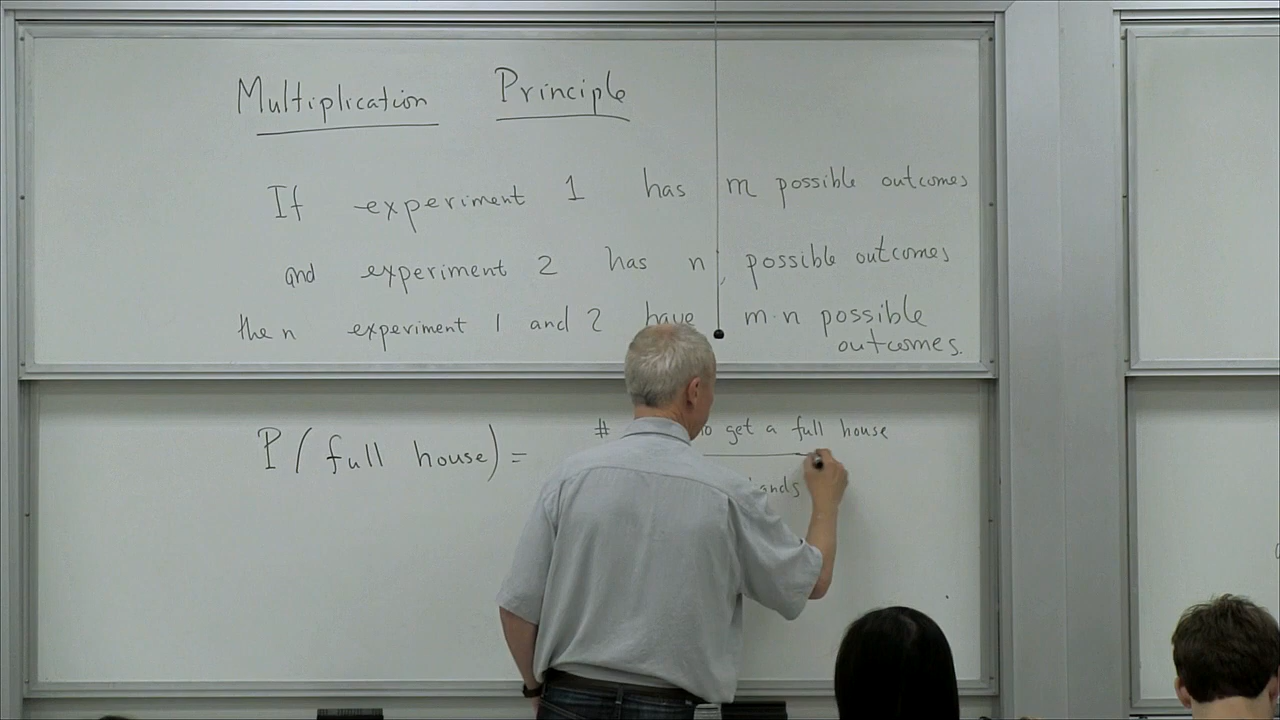 Multiplication Principle
If experiment 1 has m possible outcomes
and experiment 2 has n possible outcomes
then experiment 1 and 2 have m·n possible
outcomes.
P(full house) =
# to get a full house
hands